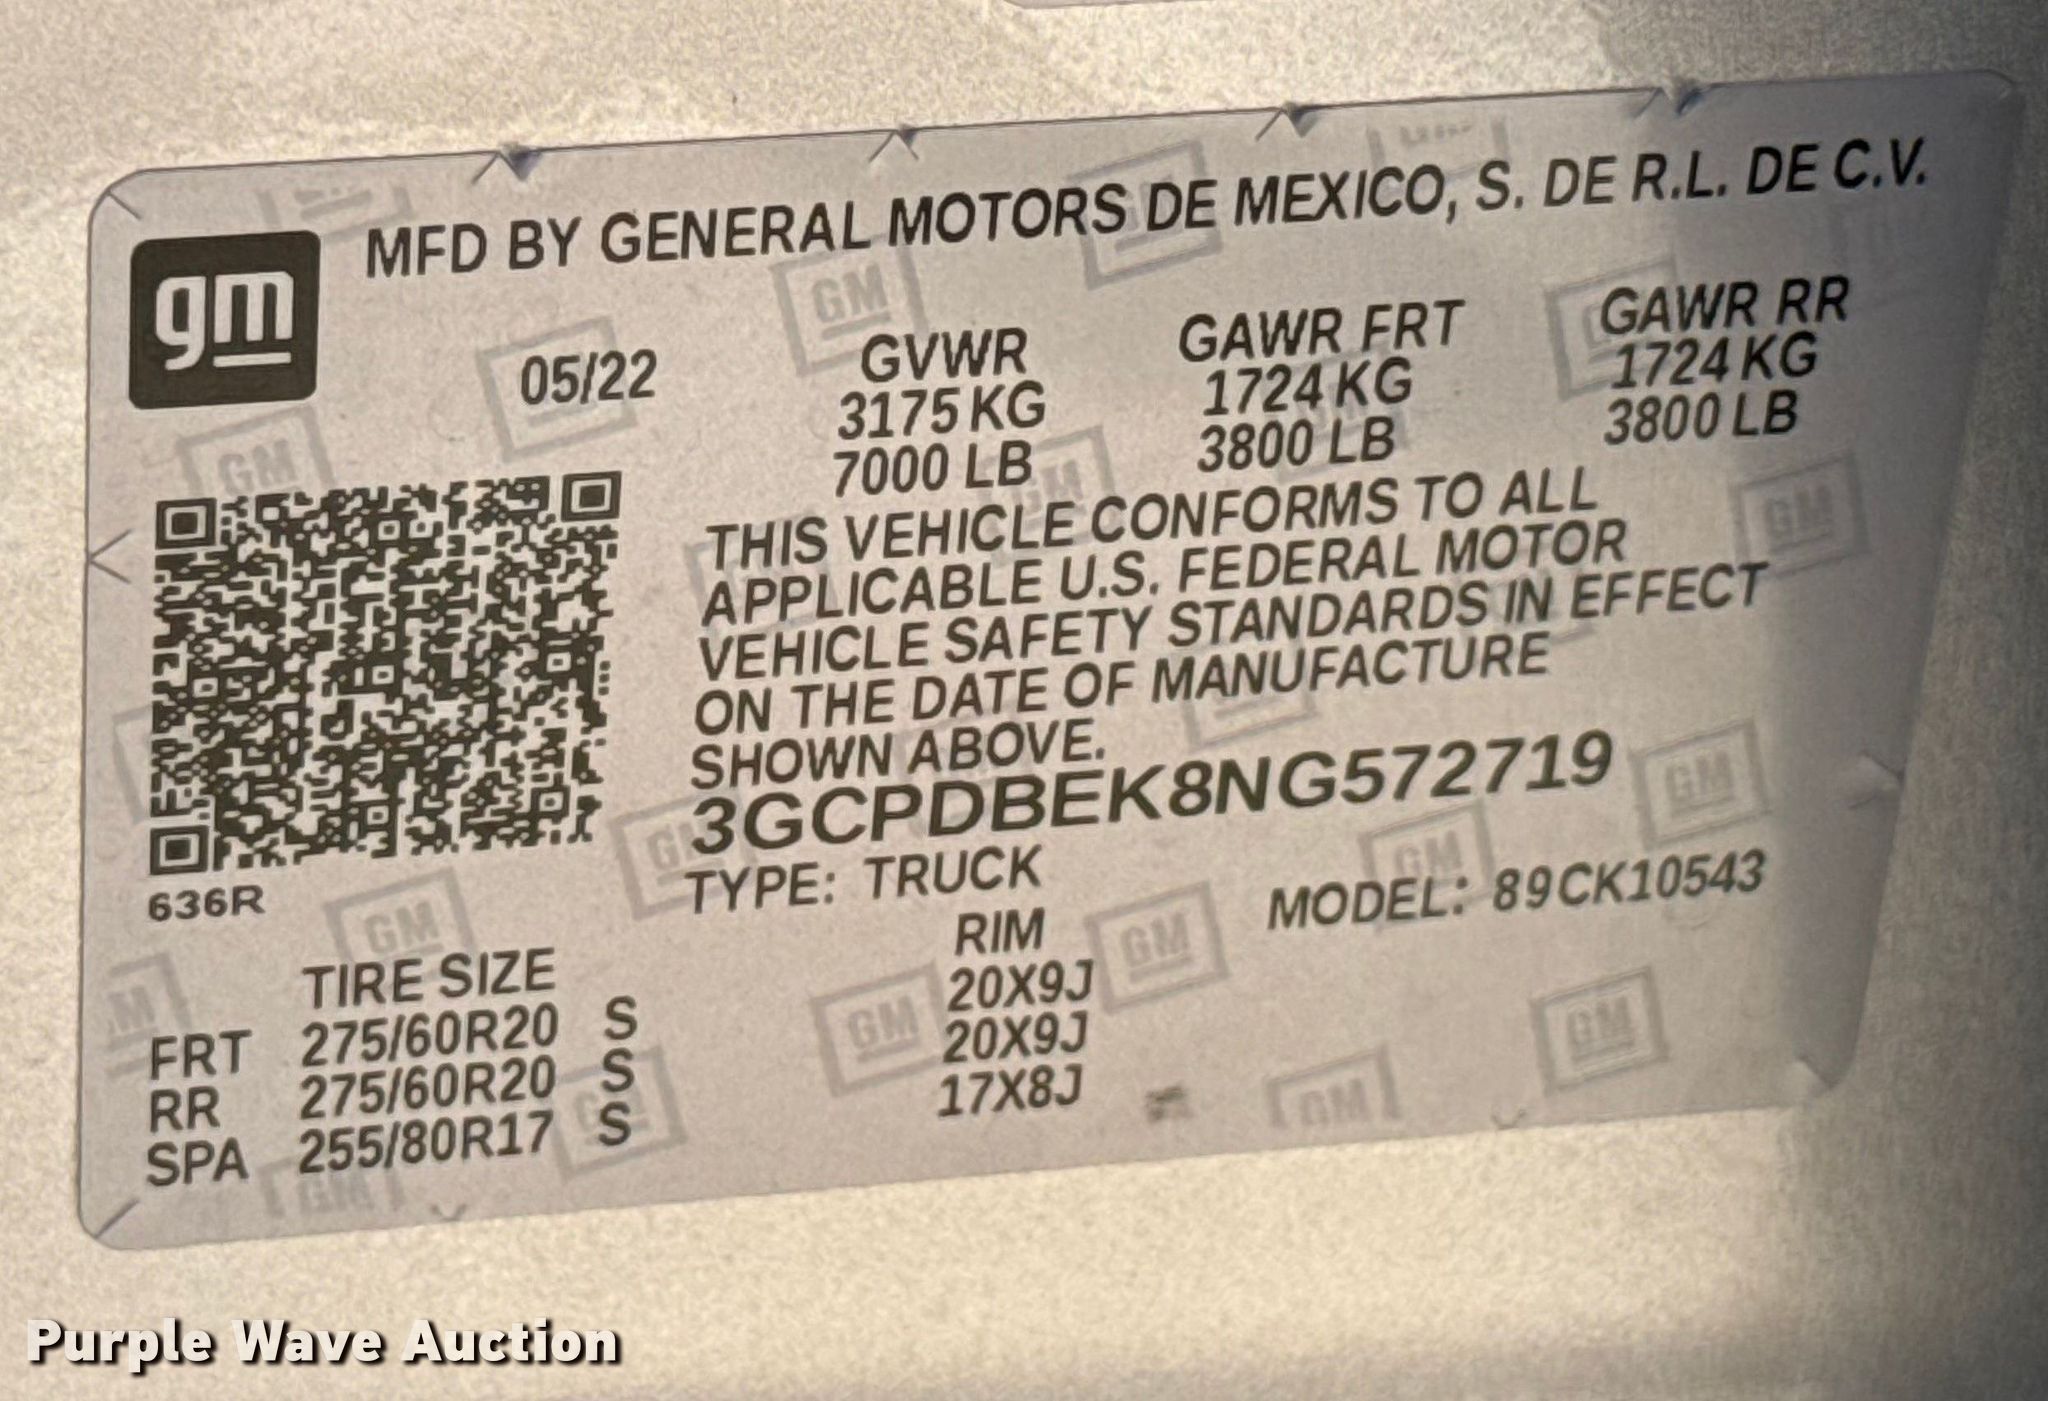 MFD BY GENERAL MOTORS DE MEXICO, S. DE R.L. DE C.V.
gm
05/22
GVWR GAWR FRT GAWR RR
3175 KG 1724 KG 1724 KG
7000 LB 3800 LB 3800 LB
THIS VEHICLE CONFORMS TO ALL
APPLICABLE U.S. FEDERAL MOTOR
VEHICLE SAFETY STANDARDS IN EFFECT
ON THE DATE OF MANUFACTURE
SHOWN ABOVE.
3GCPDBEK8NG572719
636R
TYPE: TRUCK MODEL: 89CK10543
TIRE SIZE RIM
FRT 275/60R20 S 20X9J
RR 275/60R20 S 20X9J
SPA 255/80R17 S 17X8J
Purple Wave Auction